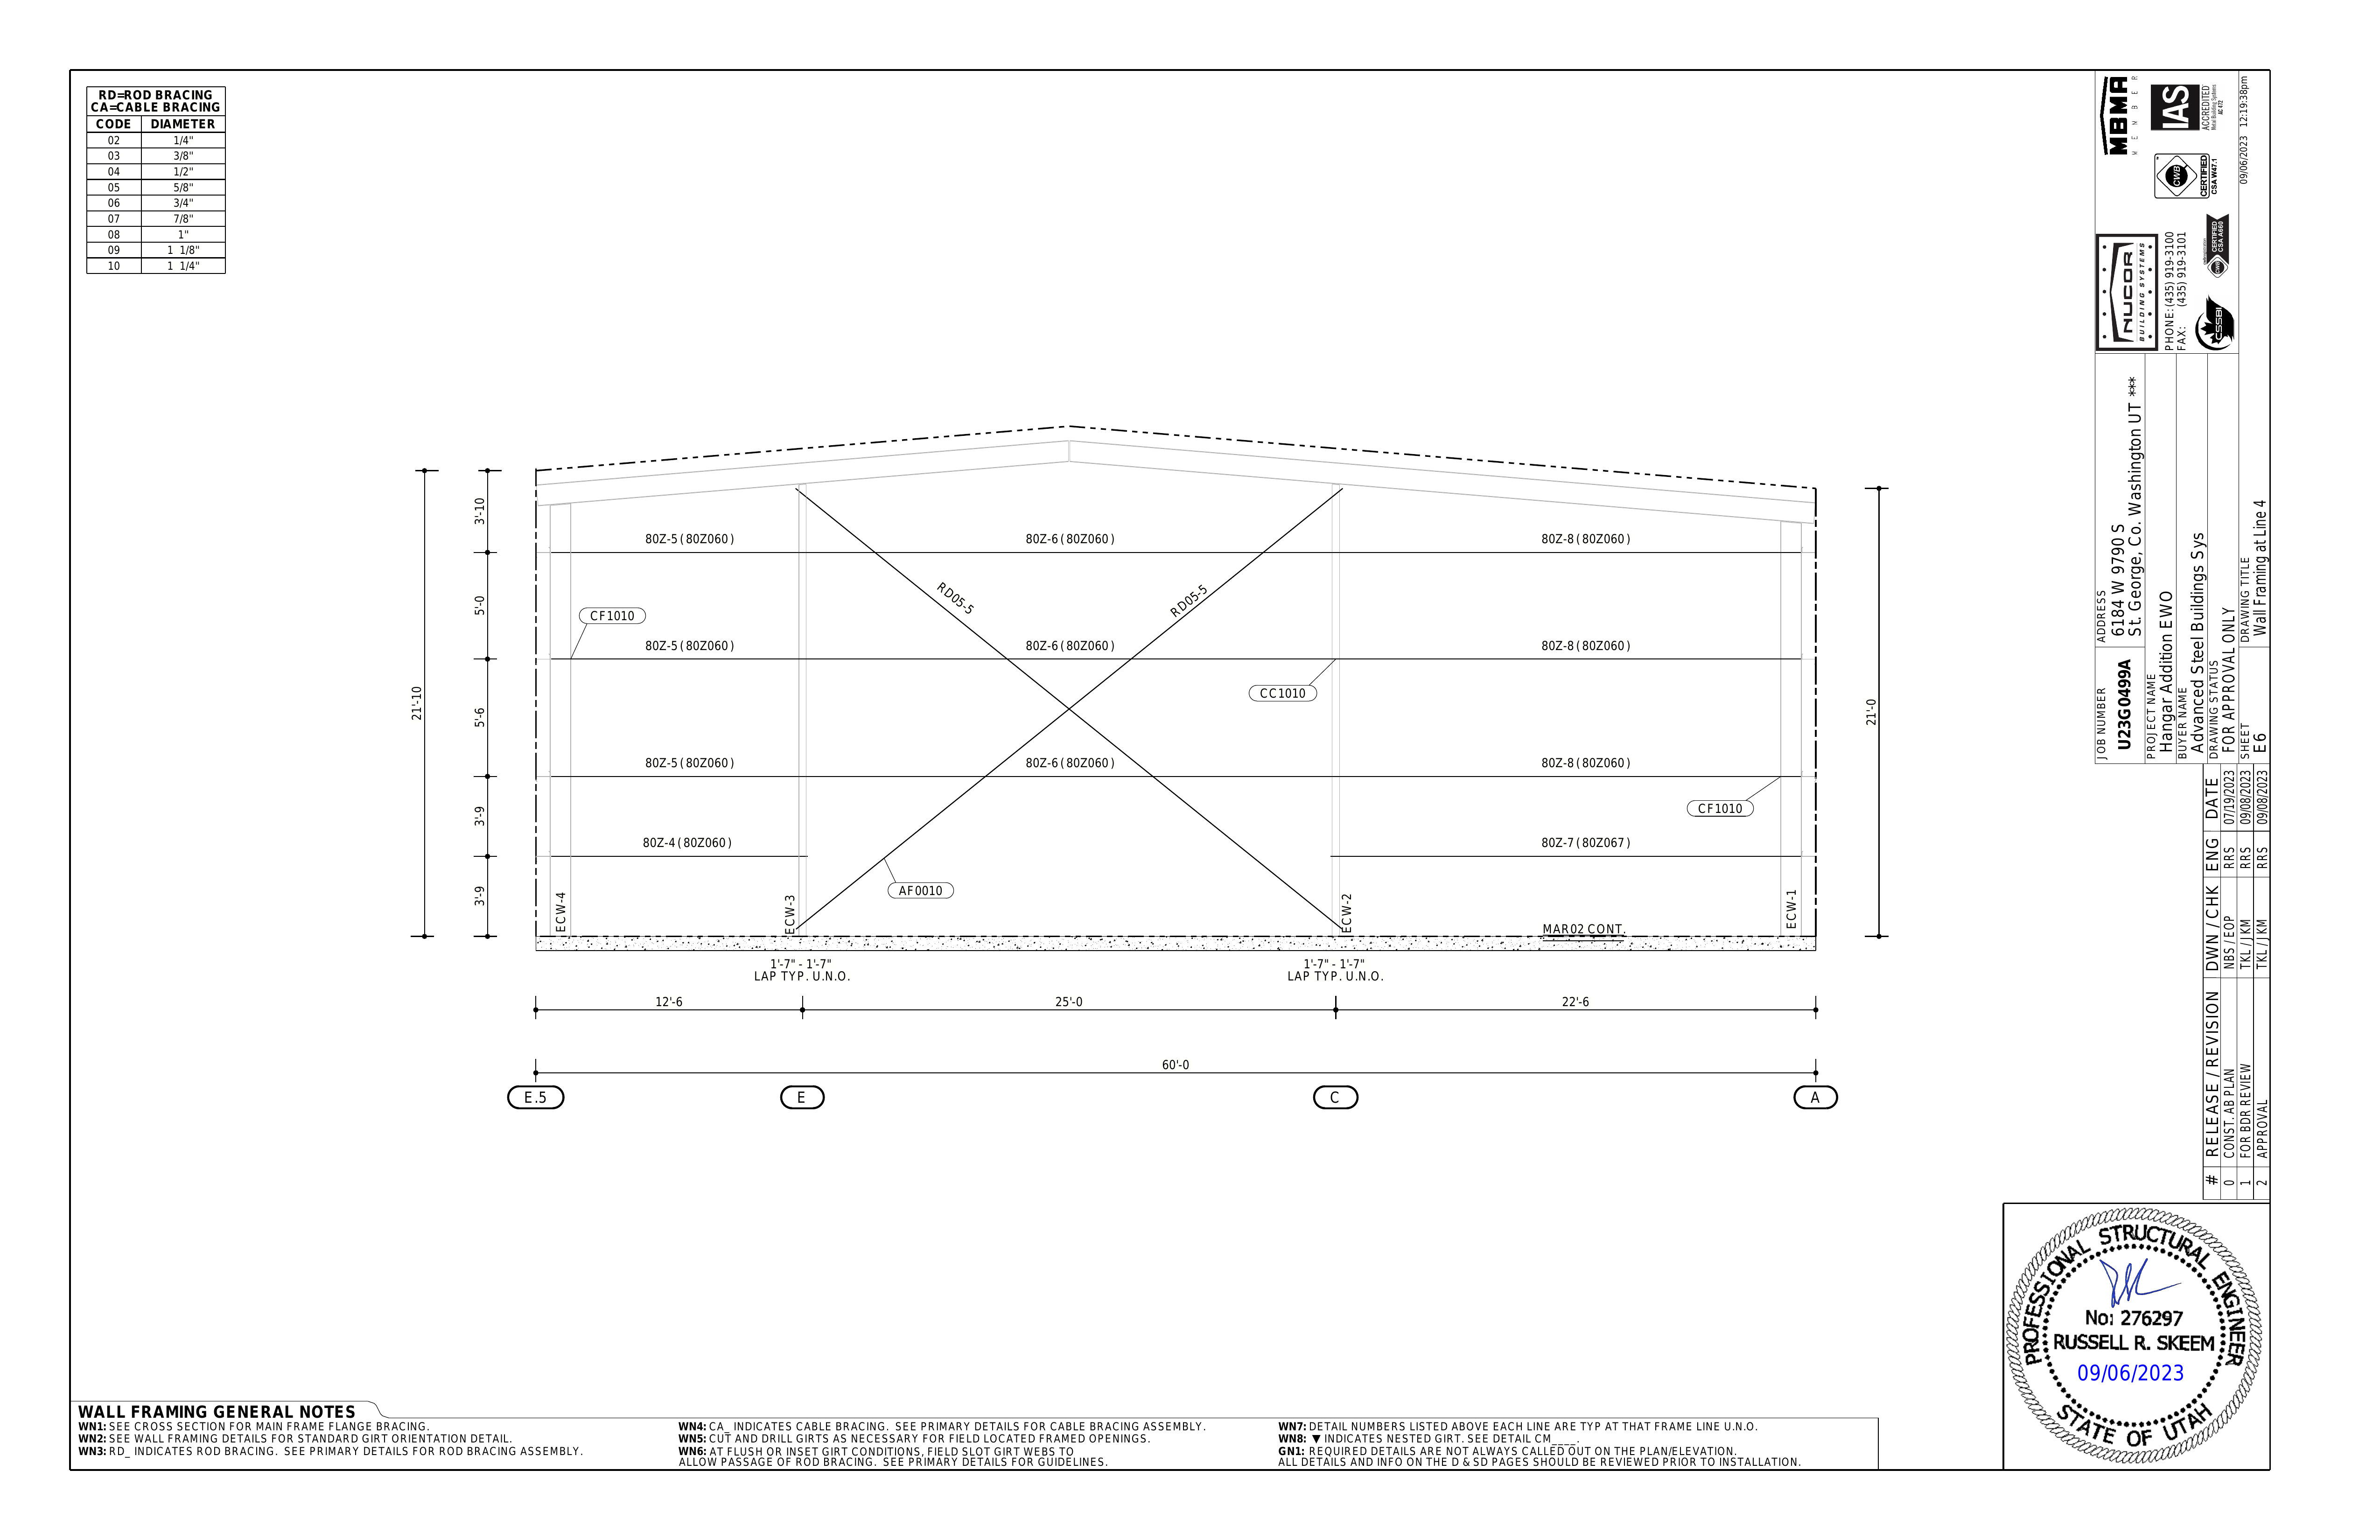 RD=ROD BRACING
CA=CABLE BRACING
CODE DIAMETER
02 1/4"
03 3/8"
04 1/2"
05 5/8"
06 3/4"
07 7/8"
08 1"
09 1 1/8"
10 1 1/4"
3'-10
80Z-5(80Z060) 80Z-6(80Z060) 80Z-8(80Z060)
RD05-5 RD05-5
5'-0
CF1010
80Z-5(80Z060) 80Z-6(80Z060) 80Z-8(80Z060)
CC1010
21'-10
5'-6
21'-0
80Z-5(80Z060) 80Z-6(80Z060) 80Z-8(80Z060)
3'-9
CF1010
80Z-4(80Z060) 80Z-7(80Z067)
AF0010
3'-9
ECW-4 ECW-3 ECW-2 ECW-1
MAR02 CONT.
1'-7" - 1'-7" 1'-7" - 1'-7"
LAP TYP. U.N.O. LAP TYP. U.N.O.
12'-6 25'-0 22'-6
60'-0
E.5 E C A
WALL FRAMING GENERAL NOTES
WN1: SEE CROSS SECTION FOR MAIN FRAME FLANGE BRACING.
WN2: SEE WALL FRAMING DETAILS FOR STANDARD GIRT ORIENTATION DETAIL.
WN3: RD_ INDICATES ROD BRACING. SEE PRIMARY DETAILS FOR ROD BRACING ASSEMBLY.
WN4: CA_ INDICATES CABLE BRACING. SEE PRIMARY DETAILS FOR CABLE BRACING ASSEMBLY.
WN5: CUT AND DRILL GIRTS AS NECESSARY FOR FIELD LOCATED FRAMED OPENINGS.
WN6: AT FLUSH OR INSET GIRT CONDITIONS, FIELD SLOT GIRT WEBS TO
ALLOW PASSAGE OF ROD BRACING. SEE PRIMARY DETAILS FOR GUIDELINES.
WN7: DETAIL NUMBERS LISTED ABOVE EACH LINE ARE TYP AT THAT FRAME LINE U.N.O.
WN8: ▼ INDICATES NESTED GIRT. SEE DETAIL CM____.
GN1: REQUIRED DETAILS ARE NOT ALWAYS CALLED OUT ON THE PLAN/ELEVATION.
ALL DETAILS AND INFO ON THE D & SD PAGES SHOULD BE REVIEWED PRIOR TO INSTALLATION.
MBMA
MEMBER
IAS
ACCREDITED
Metal Building Systems
AC 472
CWB
CERTIFIED
CSA W47.1
NUCOR
BUILDING SYSTEMS
PHONE: (435) 919-3100
FAX: (435) 919-3101
CWB
CERTIFIED
CSA A660
CSSBI
09/06/2023 12:19:38pm
JOB NUMBER
U23G0499A
ADDRESS
6184 W 9790 S
St. George, Co. Washington UT ***
PROJECT NAME
Hangar Addition EWO
BUYER NAME
Advanced Steel Buildings Sys
DRAWING STATUS
FOR APPROVAL ONLY
SHEET
E6
DRAWING TITLE
Wall Framing at Line 4
# RELEASE / REVISION DWN / CHK ENG DATE
0 CONST. AB PLAN NBS / EOP RRS 07/19/2023
1 FOR BDR REVIEW TKL / JKM RRS 09/08/2023
2 APPROVAL TKL / JKM RRS 09/08/2023
PROFESSIONAL STRUCTURAL ENGINEER
No: 276297
RUSSELL R. SKEEM
09/06/2023
STATE OF UTAH